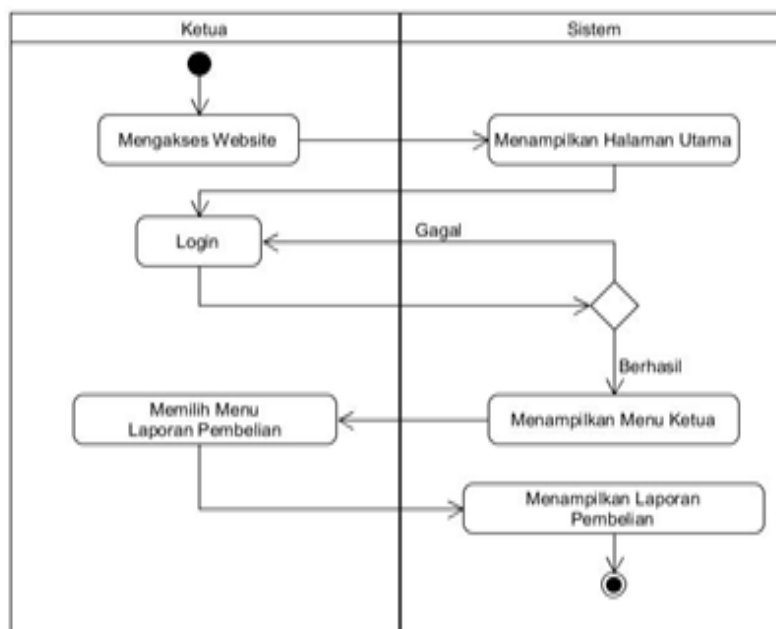 Ketua
Sistem
Mengakses Website
Menampilkan Halaman Utama
Login
Gagal
Berhasil
Memilih Menu
Laporan Pembelian
Menampilkan Menu Ketua
Menampilkan Laporan
Pembelian